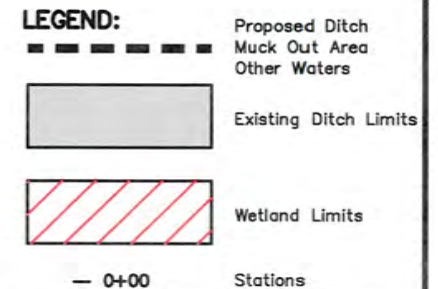 LEGEND:
Proposed Ditch
Muck Out Area
Other Waters
Existing Ditch Limits
Wetland Limits
— 0+00 Stations